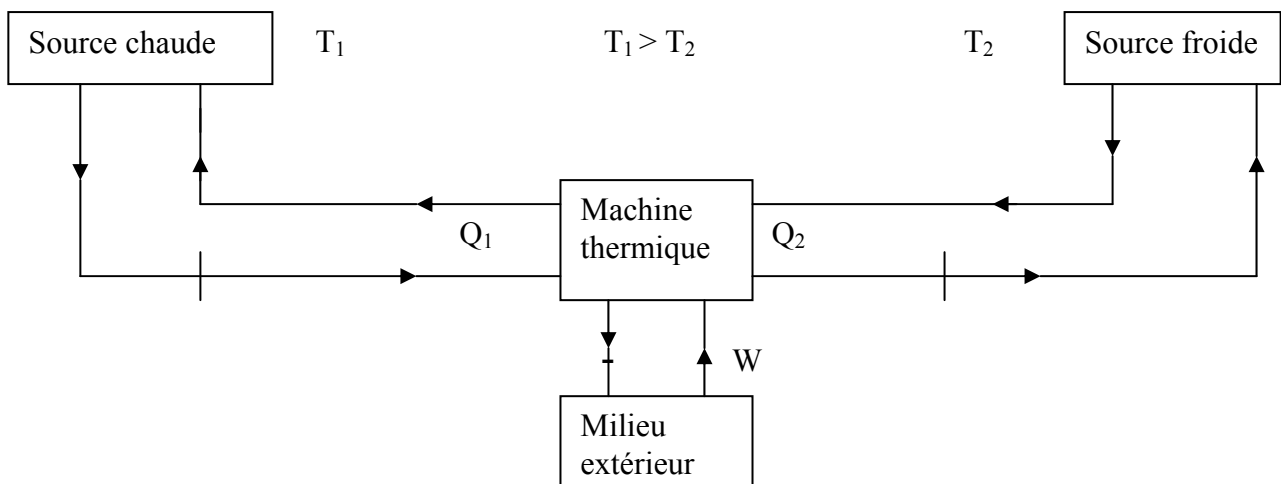 Source chaude
T₁
T₁ > T₂
T₂
Source froide
Machine
thermique
Q₁
Q₂
W
Milieu
extérieur